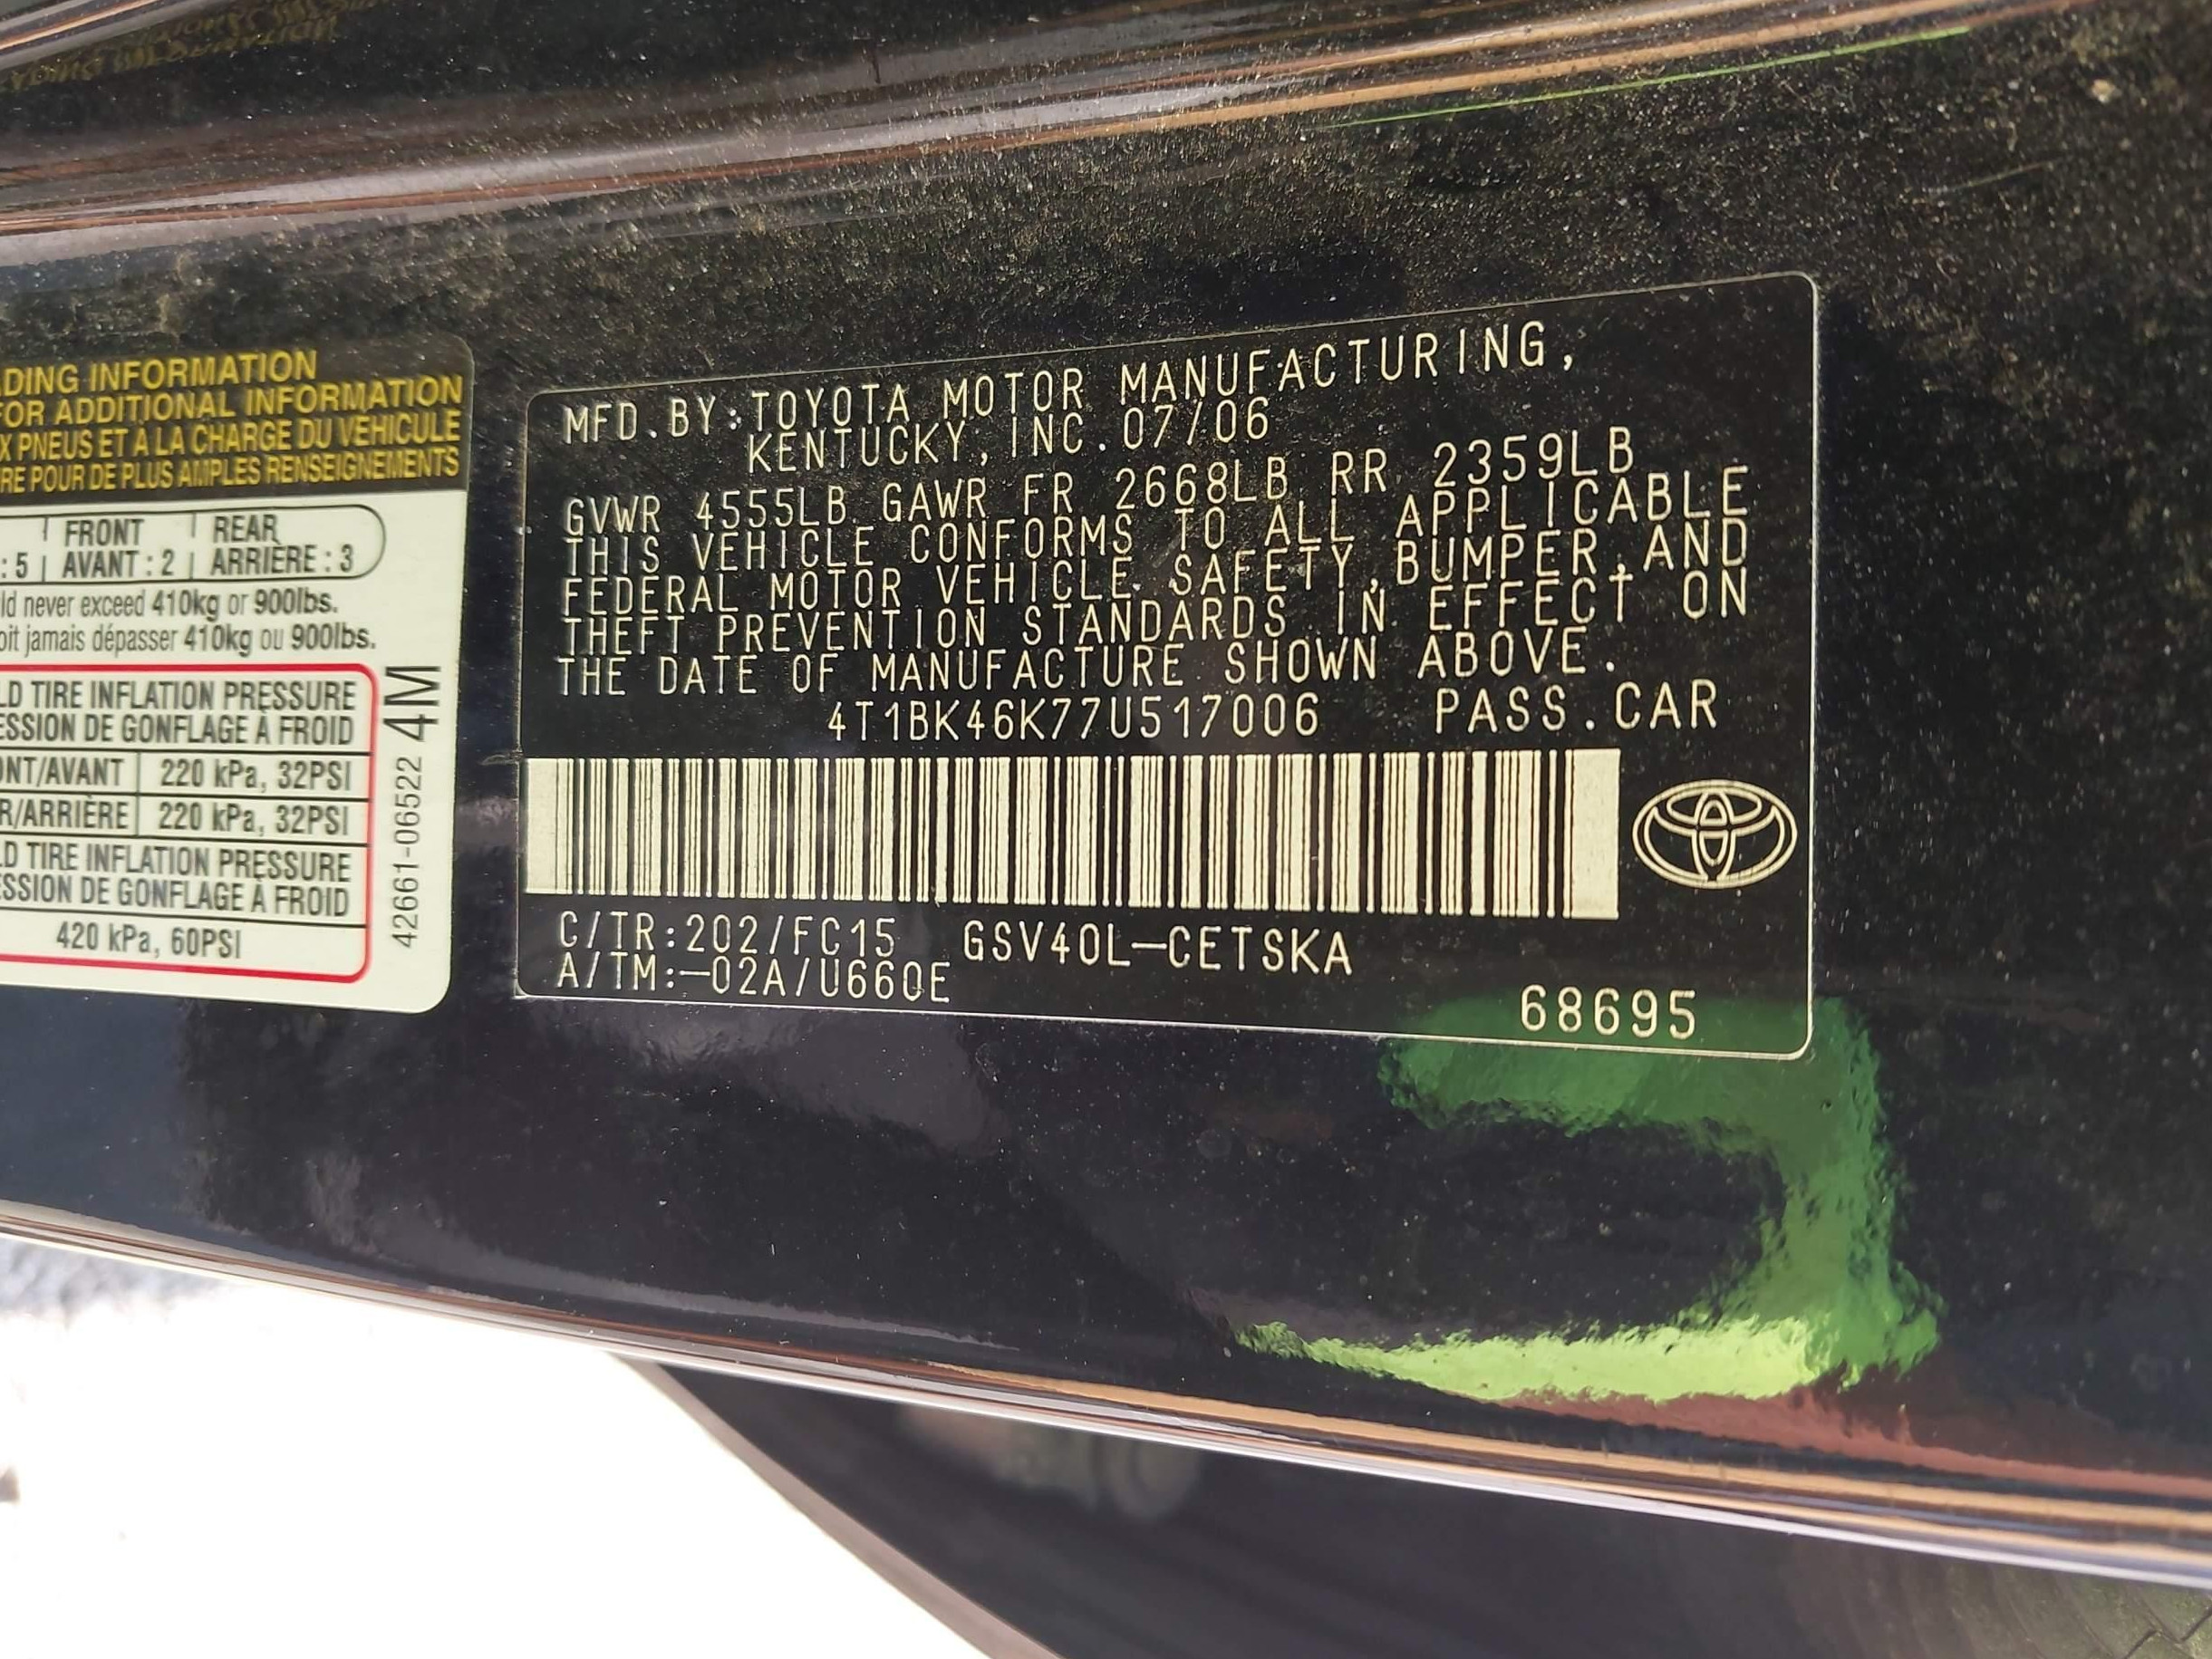 ADING INFORMATION
FOR ADDITIONAL INFORMATION
X PNEUS ET À LA CHARGE DU VÉHICULE
RE POUR DE PLUS AMPLES RENSEIGNEMENTS
FRONT REAR
: 5 AVANT : 2 ARRIÈRE : 3
ld never exceed 410kg or 900lbs.
oit jamais dépasser 410kg ou 900lbs.
LD TIRE INFLATION PRESSURE
ESSION DE GONFLAGE À FROID
ONT/AVANT 220 kPa, 32PSI
R/ARRIÈRE 220 kPa, 32PSI
LD TIRE INFLATION PRESSURE
ESSION DE GONFLAGE À FROID
420 kPa, 60PSI
42661-06522 4M
MFD.BY:TOYOTA MOTOR MANUFACTURING,
KENTUCKY,INC.07/06
GVWR 4555LB GAWR FR 2668LB RR 2359LB
THIS VEHICLE CONFORMS TO ALL APPLICABLE
FEDERAL MOTOR VEHICLE SAFETY,BUMPER,AND
THEFT PREVENTION STANDARDS IN EFFECT ON
THE DATE OF MANUFACTURE SHOWN ABOVE.
4T1BK46K77U517006 PASS.CAR
C/TR:202/FC15 GSV40L-CETSKA
A/TM:-02A/U660E
68695